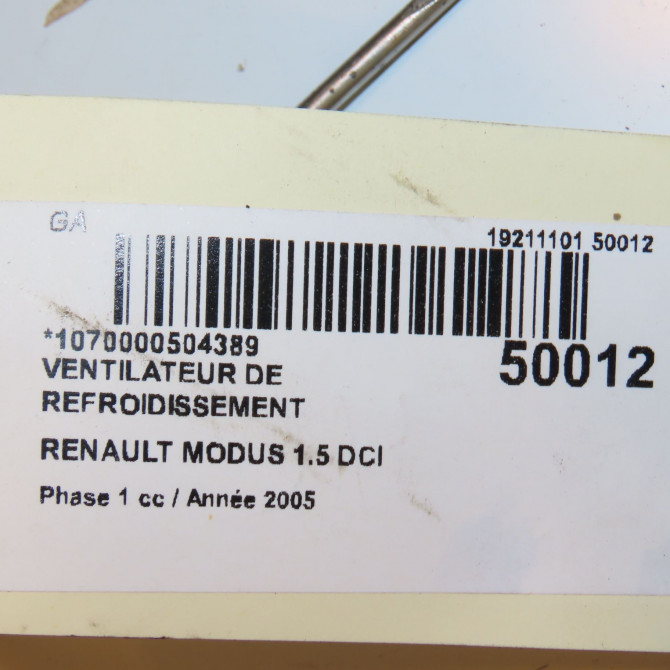 GA
19211101 50012
*1070000504389
50012
VENTILATEUR DE
REFROIDISSEMENT
RENAULT MODUS 1.5 DCI
Phase 1 cc / Année 2005